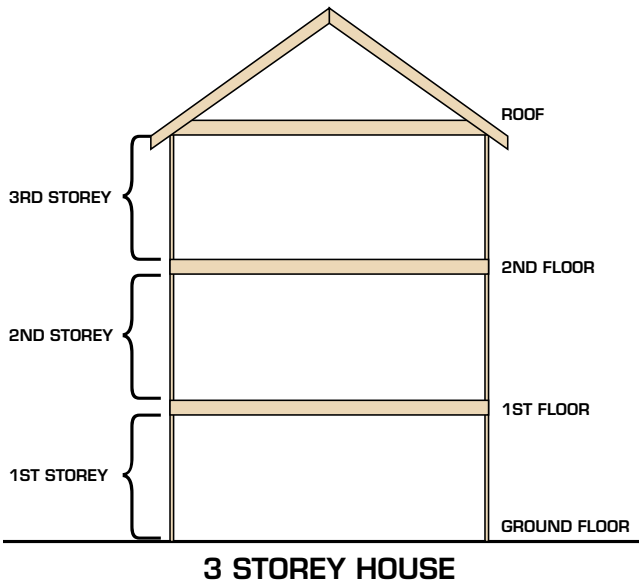 ROOF
3RD STOREY
2ND FLOOR
2ND STOREY
1ST FLOOR
1ST STOREY
GROUND FLOOR
3 STOREY HOUSE